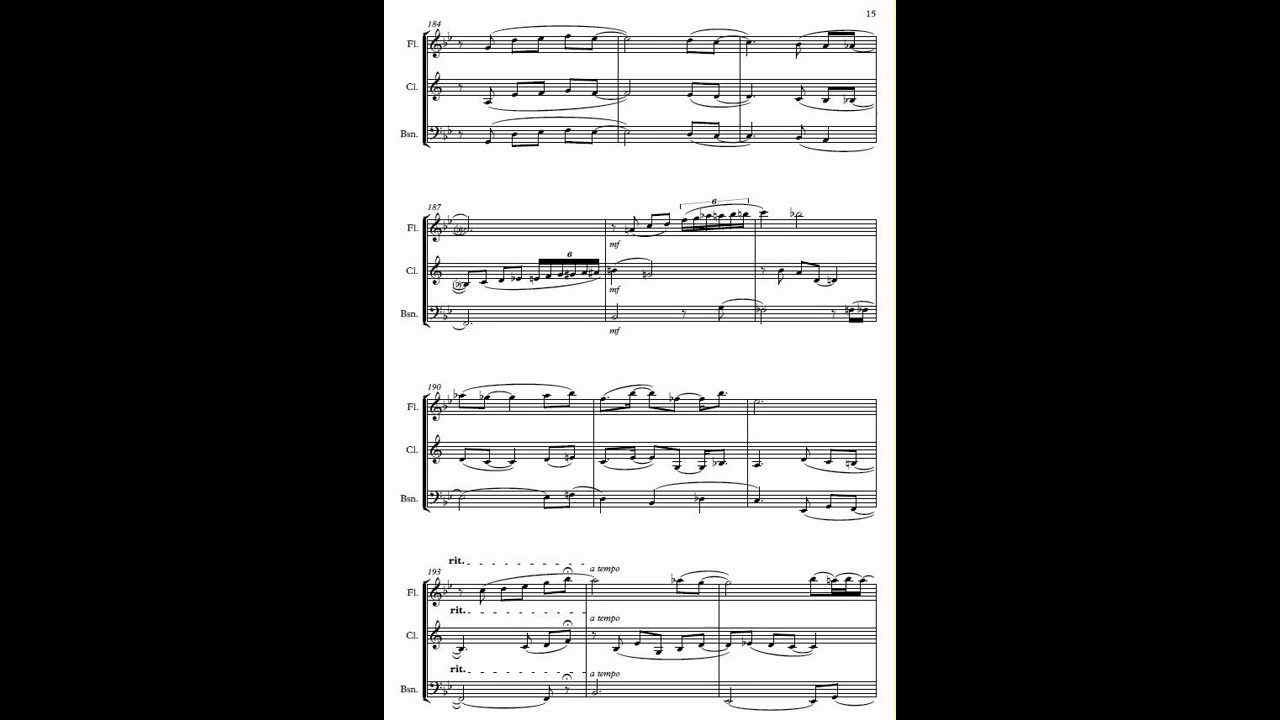 15
184
Fl.
Cl.
Bsn.
187
6
Fl.
mf
6
Cl.
mf
Bsn.
mf
190
Fl.
Cl.
Bsn.
rit.
193 a tempo
Fl.
rit.
a tempo
Cl.
rit.
a tempo
Bsn.